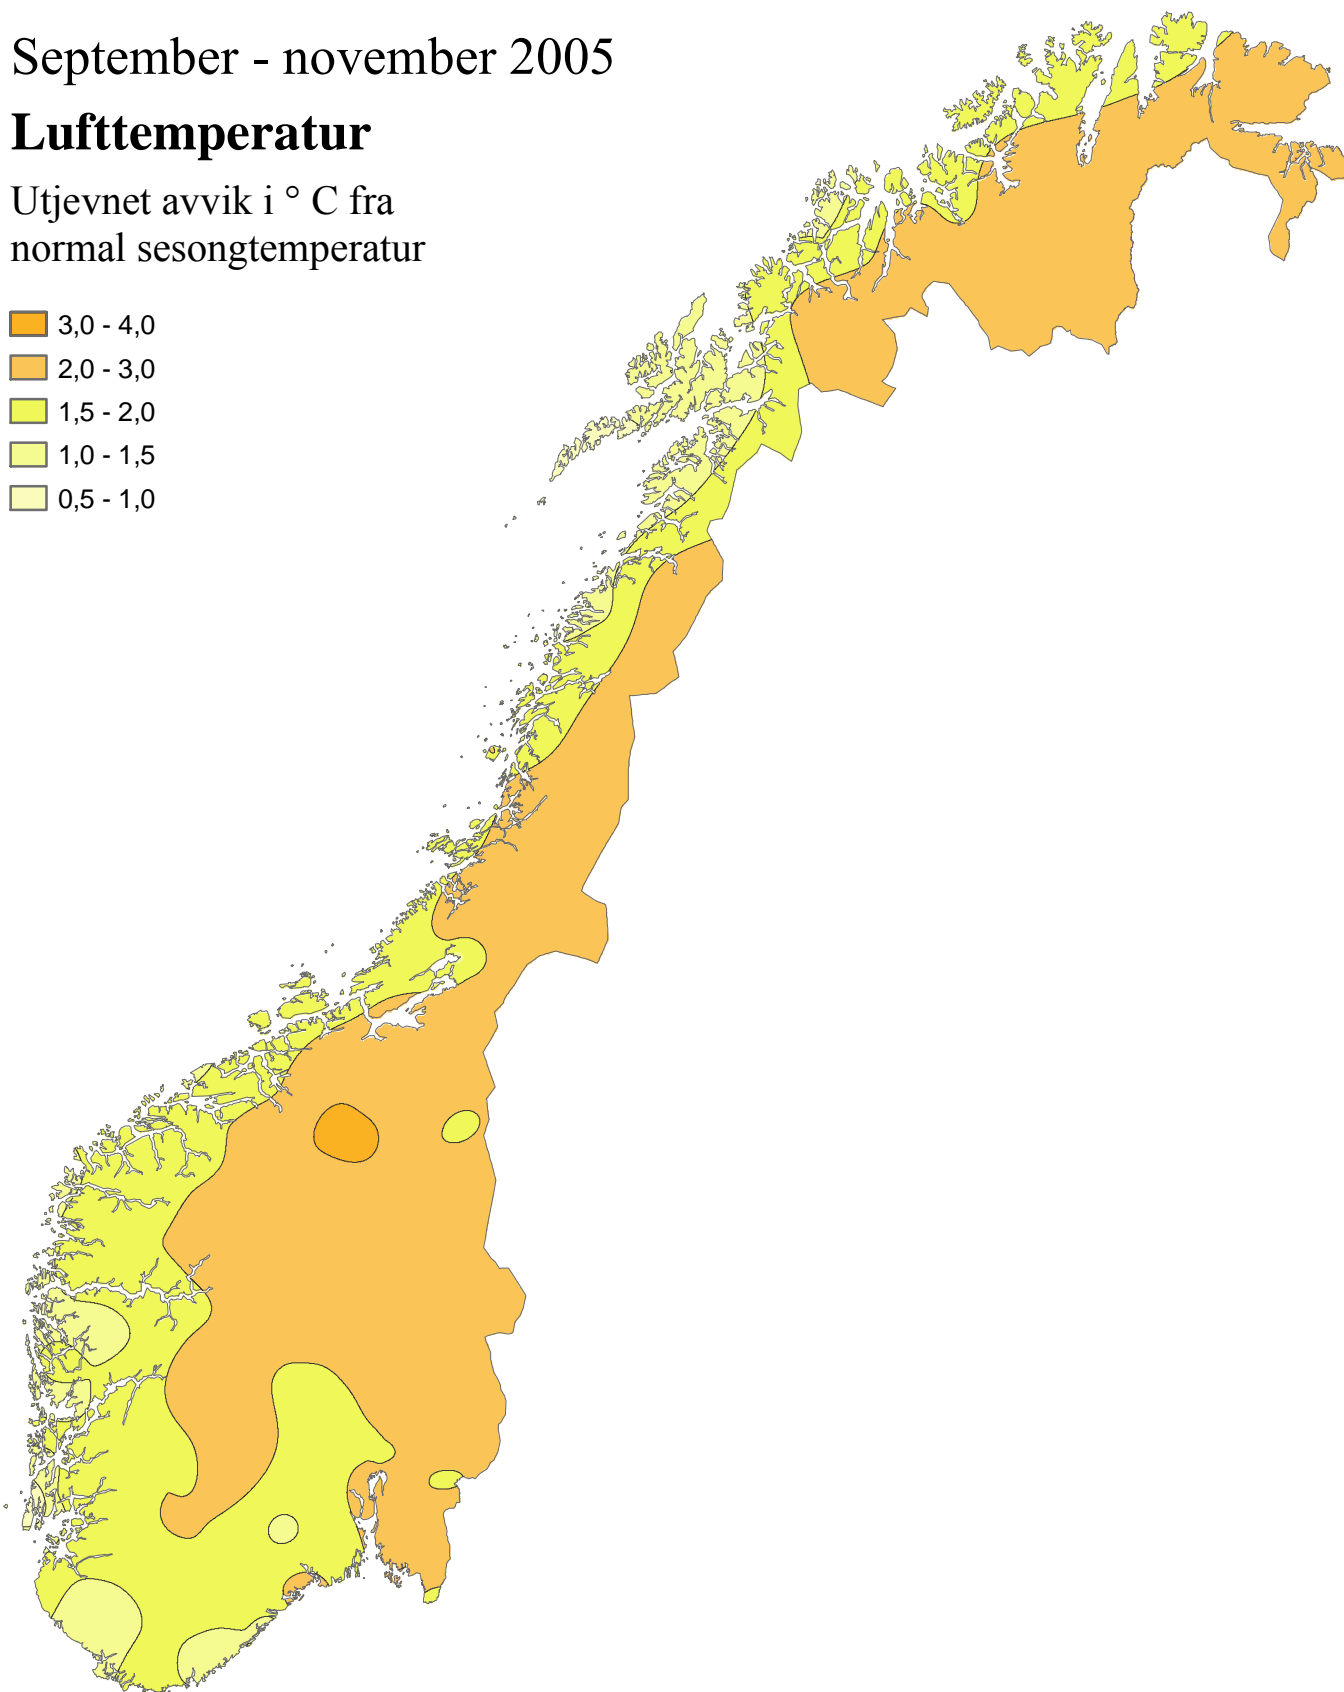 September - november 2005
Lufttemperatur
Utjevnet avvik i ° C fra
normal sesongtemperatur
3,0 - 4,0
2,0 - 3,0
1,5 - 2,0
1,0 - 1,5
0,5 - 1,0